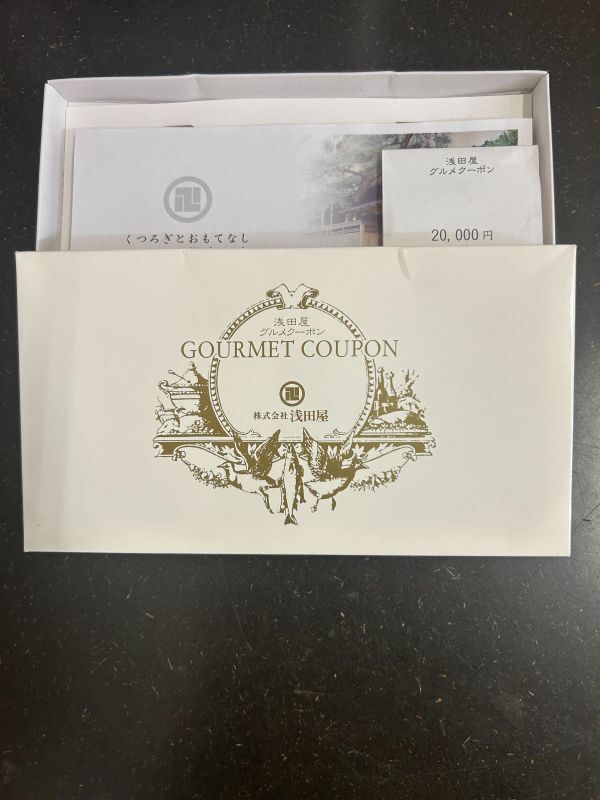 浅田屋
グルメクーポン
20,000円
くつろぎとおもてなし
浅田屋
グルメクーポン
GOURMET COUPON
株式会社 浅田屋